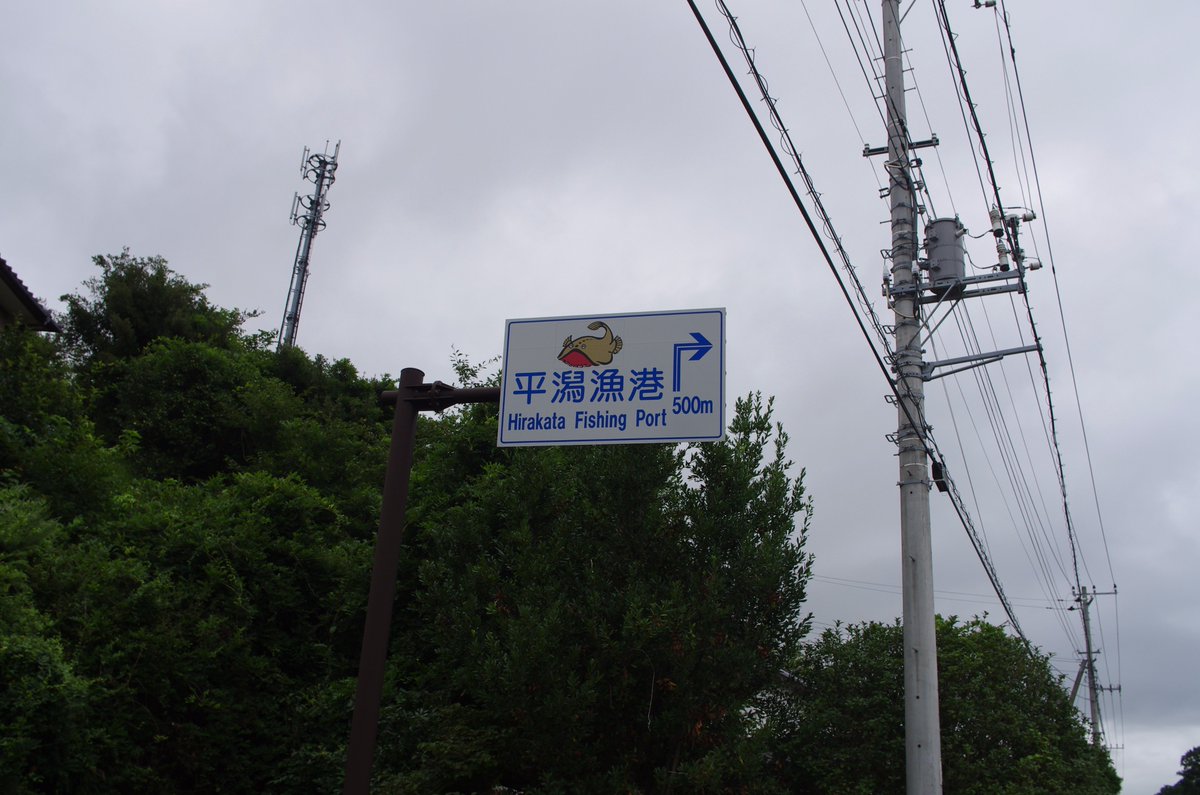 平潟漁港
Hirakata Fishing Port
500m